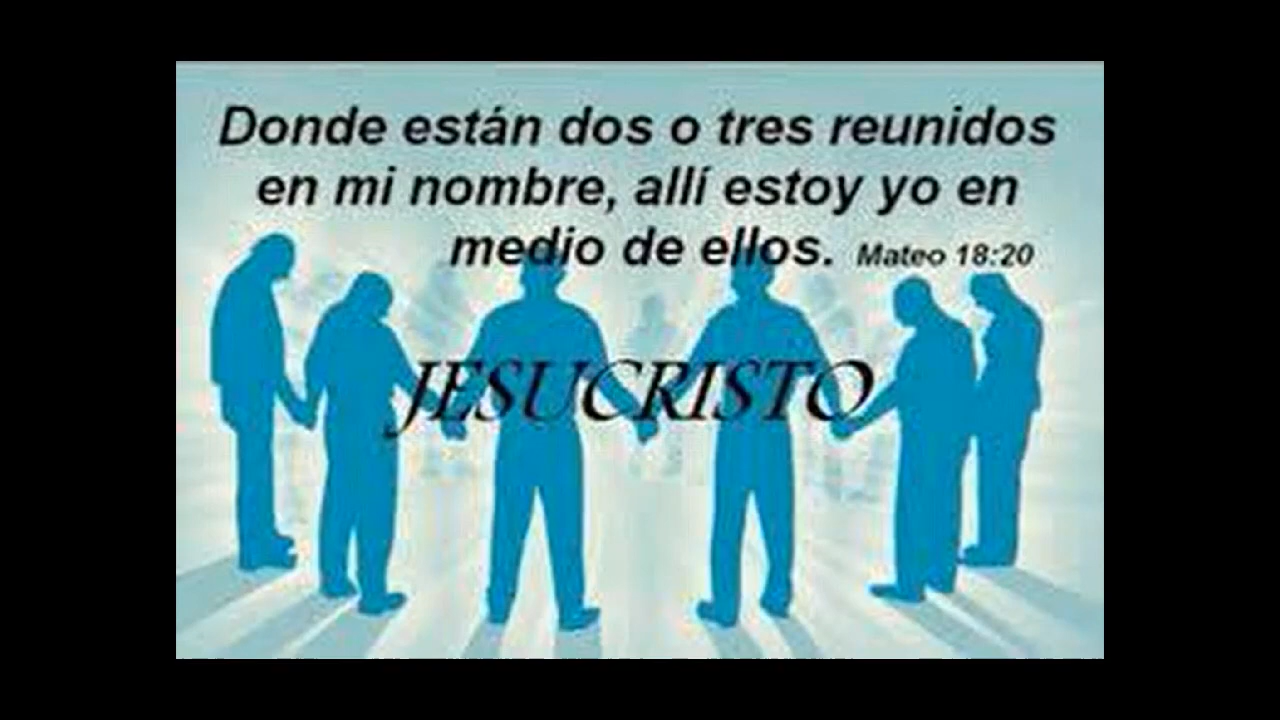 Donde están dos o tres reunidos
en mi nombre, allí estoy yo en
medio de ellos. Mateo 18:20
JESUCRISTO